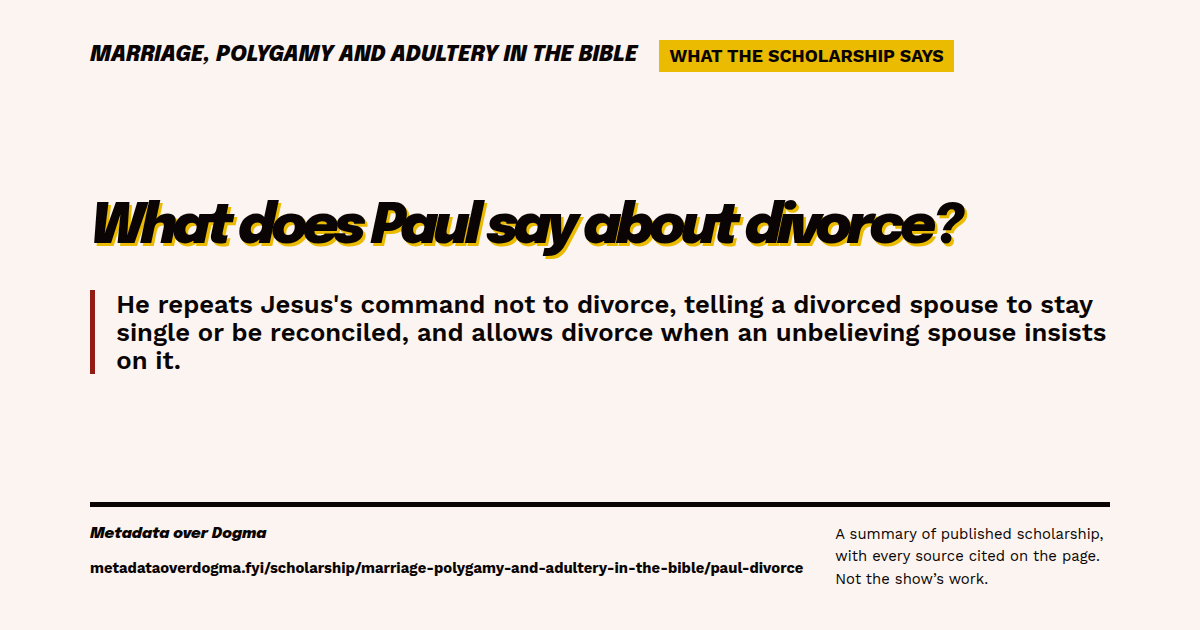 MARRIAGE, POLYGAMY AND ADULTERY IN THE BIBLE
WHAT THE SCHOLARSHIP SAYS
What does Paul say about divorce?
He repeats Jesus's command not to divorce, telling a divorced spouse to stay
single or be reconciled, and allows divorce when an unbelieving spouse insists
on it.
Metadata over Dogma
metadataoverdogma.fyi/scholarship/marriage-polygamy-and-adultery-in-the-bible/paul-divorce
A summary of published scholarship,
with every source cited on the page.
Not the show’s work.